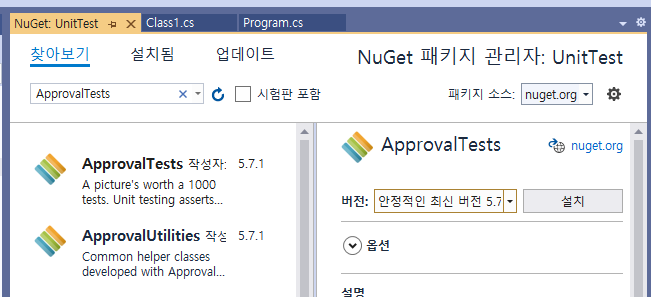 NuGet: UnitTest Class1.cs Program.cs
찾아보기 설치됨 업데이트
NuGet 패키지 관리자: UnitTest
ApprovalTests
시험판 포함
패키지 소스: nuget.org
ApprovalTests 작성자: 5.7.1
A picture's worth a 1000
tests. Unit testing asserts...
ApprovalUtilities 작성 5.7.1
Common helper classes
developed with Approval...
ApprovalTests
nuget.org
버전: 안정적인 최신 버전 5.7
설치
옵션
설명